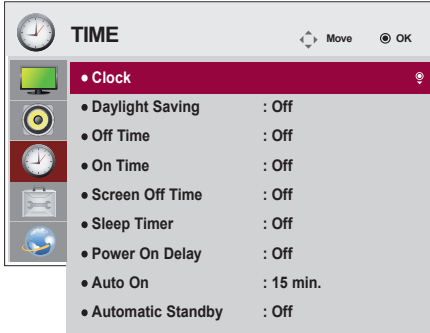 TIME Move OK
• Clock
• Daylight Saving : Off
• Off Time : Off
• On Time : Off
• Screen Off Time : Off
• Sleep Timer : Off
• Power On Delay : Off
• Auto On : 15 min.
• Automatic Standby : Off